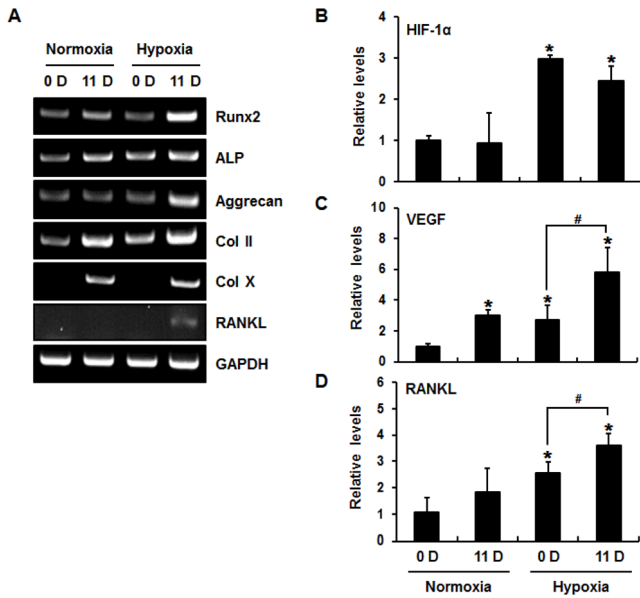 A
Normoxia Hypoxia
0 D 11 D 0 D 11 D
Runx2
ALP
Aggrecan
Col II
Col X
RANKL
GAPDH
B
HIF-1α
Relative levels
4
3
2
1
0
*
*
C
VEGF
Relative levels
10
8
6
4
2
0
*
*
#
*
D
RANKL
Relative levels
6
5
4
3
2
1
0
*
#
*
0 D 11 D 0 D 11 D
Normoxia Hypoxia